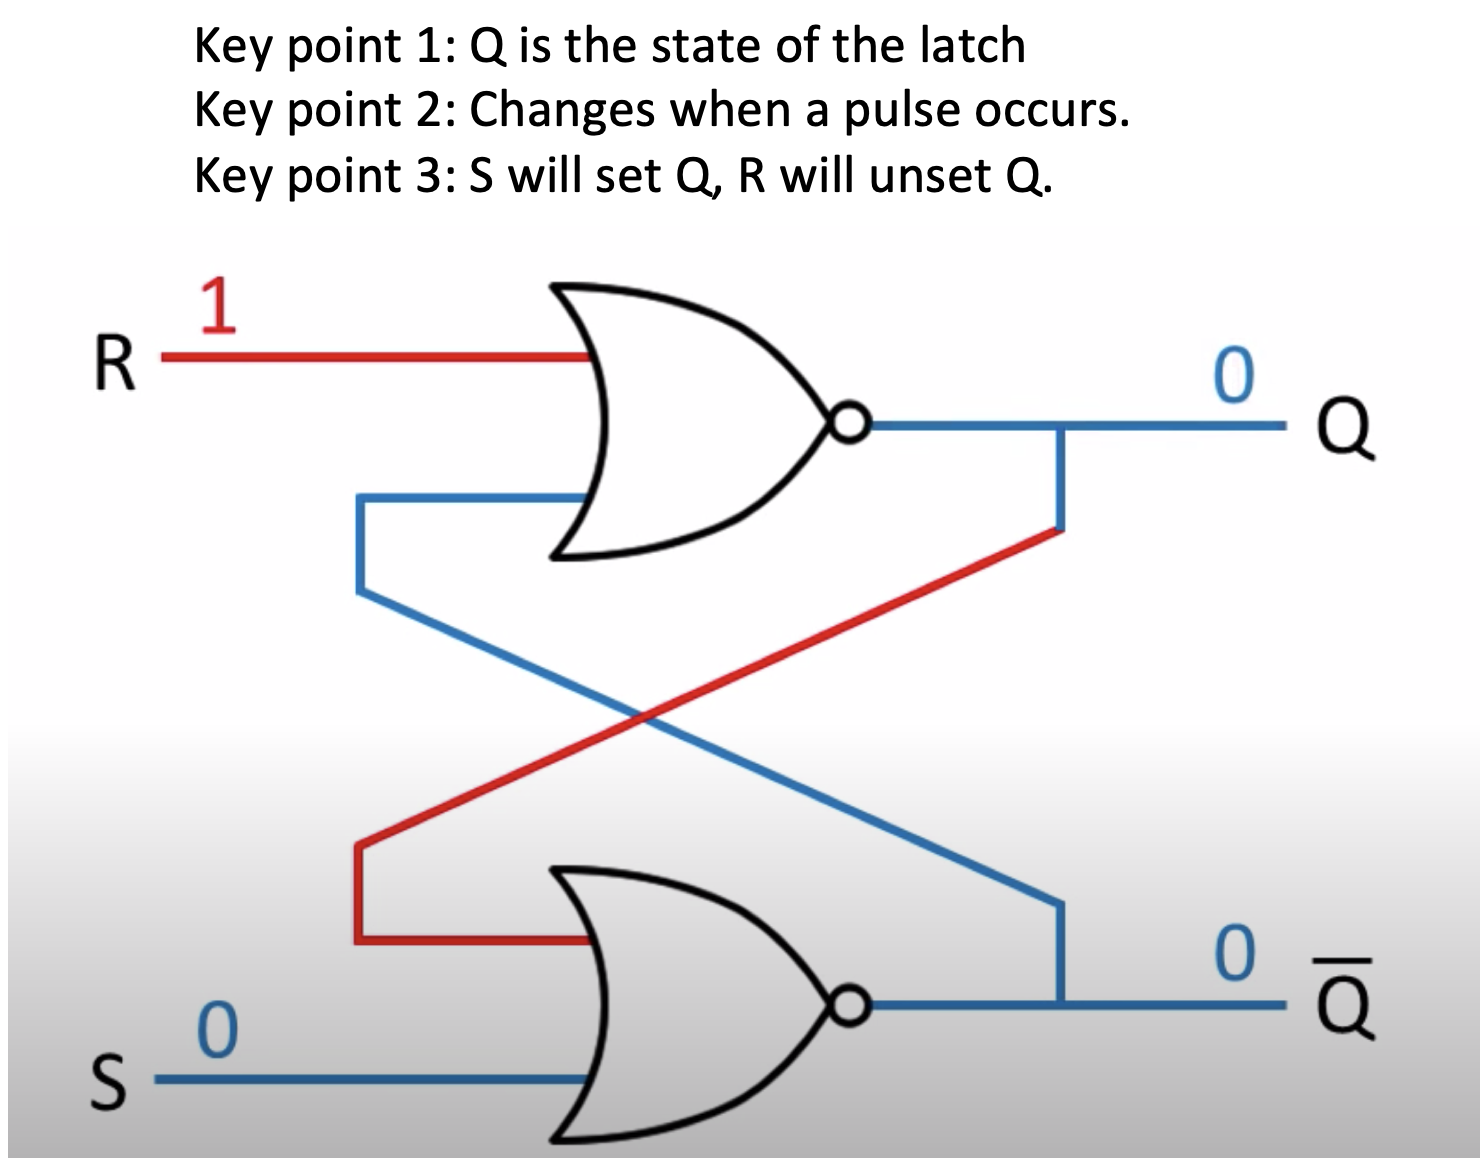 Key point 1: Q is the state of the latch
Key point 2: Changes when a pulse occurs.
Key point 3: S will set Q, R will unset Q.
1
R
0
Q
0
S
0
Q̅